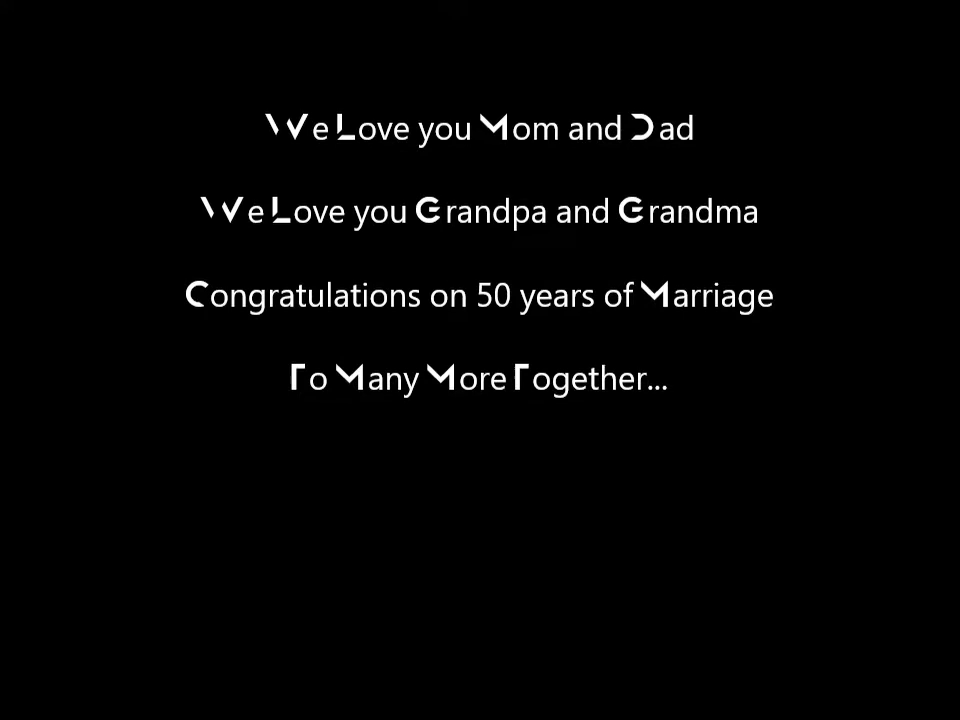 We Love you Mom and Dad
We Love you Grandpa and Grandma
Congratulations on 50 years of Marriage
To Many More Together...